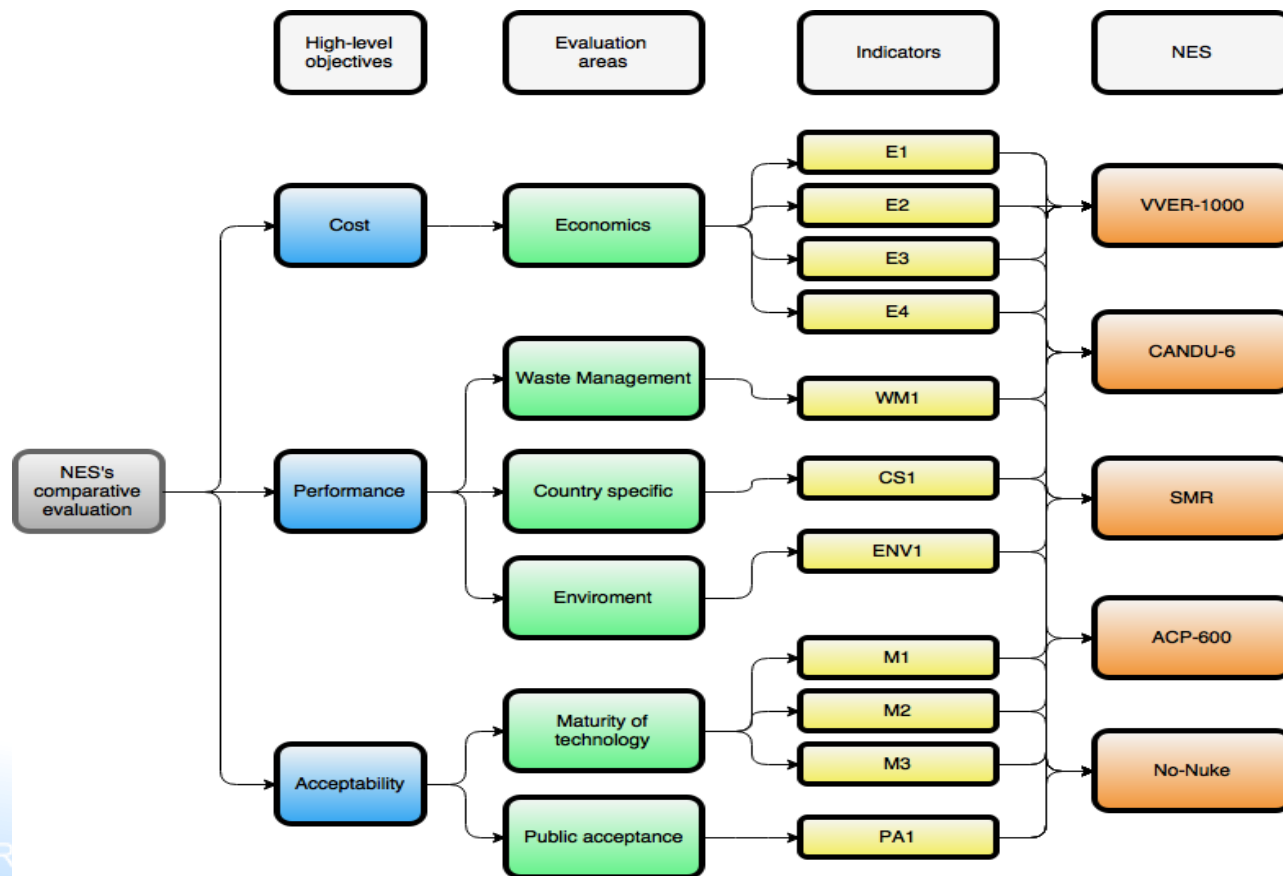 High-level
objectives
Evaluation
areas
Indicators
NES
E1
E2
E3
E4
VVER-1000
Cost
Economics
CANDU-6
Waste Management
WM1
NES's
comparative
evaluation
Performance
Country specific
CS1
SMR
Enviroment
ENV1
ACP-600
M1
M2
M3
Maturity of
technology
Acceptability
No-Nuke
Public acceptance
PA1